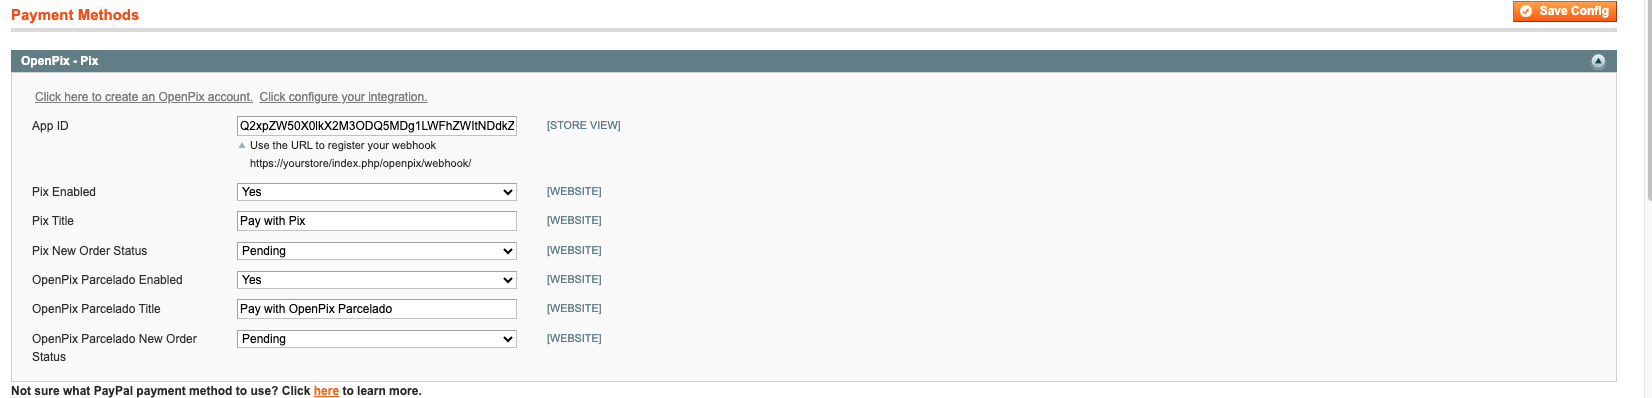 Payment Methods
Save Config
OpenPix - Pix
Click here to create an OpenPix account. Click configure your integration.
App ID Q2xpZW50X0lkX2M3ODQ5MDg1LWFhZWItNDdkZ [STORE VIEW]
Use the URL to register your webhook
https://yourstore/index.php/openpix/webhook/
Pix Enabled Yes [WEBSITE]
Pix Title Pay with Pix [WEBSITE]
Pix New Order Status Pending [WEBSITE]
OpenPix Parcelado Enabled Yes [WEBSITE]
OpenPix Parcelado Title Pay with OpenPix Parcelado [WEBSITE]
OpenPix Parcelado New Order Pending [WEBSITE]
Status
Not sure what PayPal payment method to use? Click here to learn more.